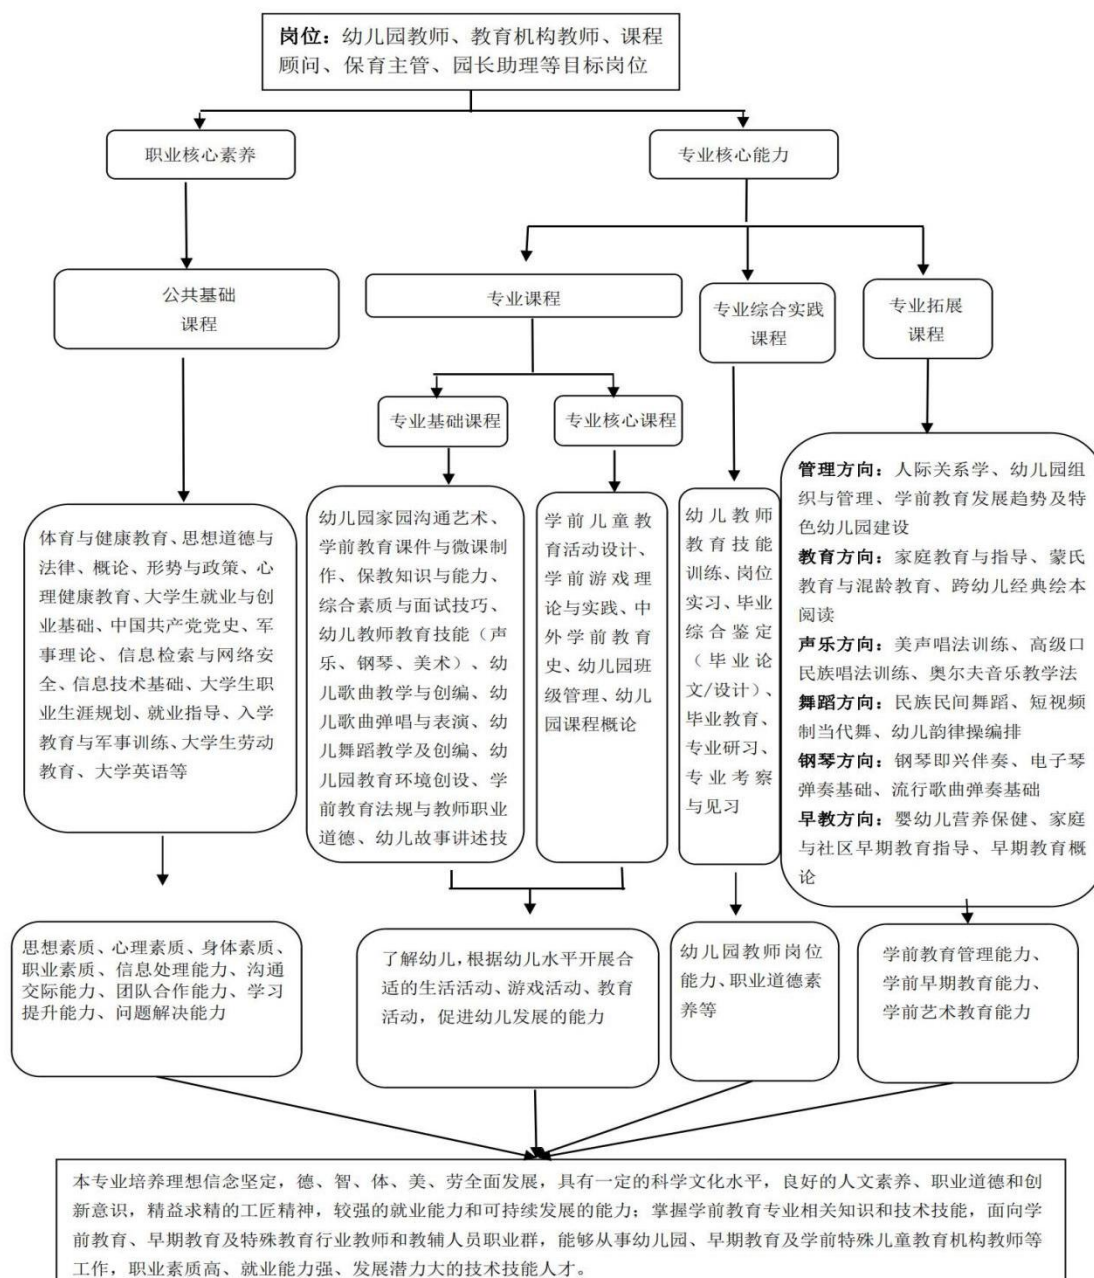 岗位：幼儿园教师、教育机构教师、课程
顾问、保育主管、园长助理等目标岗位
职业核心素养
专业核心能力
公共基础
课程
专业课程
专业综合实践
课程
专业拓展
课程
专业基础课程
专业核心课程
体育与健康教育、思想道德与
法律、概论、形势与政策、心
理健康教育、大学生就业与创
业基础、中国共产党党史、军
事理论、信息检索与网络安
全、信息技术基础、大学生职
业生涯规划、就业指导、入学
教育与军事训练、大学生劳动
教育、大学英语等
幼儿园家园沟通艺术、
学前教育课件与微课制
作、保教知识与能力、
综合素质与面试技巧、
幼儿教师教育技能（声
乐、钢琴、美术）、幼
儿歌曲教学与创编、幼
儿歌曲弹唱与表演、幼
儿舞蹈教学及创编、幼
儿园教育环境创设、学
前教育法规与教师职业
道德、幼儿故事讲述技
学前儿童教
育活动设计、
学前游戏理
论与实践、中
外学前教育
史、幼儿园班
级管理、幼儿
园课程概论
幼儿教师
教育技能
训练、岗位
实习、毕业
综合鉴定
（毕业论
文/设计）、
毕业教育、
专业研习、
专业考察
与见习
管理方向：人际关系学、幼儿园组
织与管理、学前教育发展趋势及特
色幼儿园建设
教育方向：家庭教育与指导、蒙氏
教育与混龄教育、跨幼儿经典绘本
阅读
声乐方向：美声唱法训练、高级口
民族唱法训练、奥尔夫音乐教学法
舞蹈方向：民族民间舞蹈、短视频
制当代舞、幼儿韵律操编排
钢琴方向：钢琴即兴伴奏、电子琴
弹奏基础、流行歌曲弹奏基础
早教方向：婴幼儿营养保健、家庭
与社区早期教育指导、早期教育概
论
思想素质、心理素质、身体素质、
职业素质、信息处理能力、沟通
交际能力、团队合作能力、学习
提升能力、问题解决能力
了解幼儿，根据幼儿水平开展合
适的生活活动、游戏活动、教育
活动，促进幼儿发展的能力
幼儿园教师岗位
能力、职业道德素
养等
学前教育管理能力、
学前早期教育能力、
学前艺术教育能力
本专业培养理想信念坚定，德、智、体、美、劳全面发展，具有一定的科学文化水平，良好的人文素养、职业道德和创
新意识，精益求精的工匠精神，较强的就业能力和可持续发展的能力；掌握学前教育专业相关知识和技术技能，面向学
前教育、早期教育及特殊教育行业教师和教辅人员职业群，能够从事幼儿园、早期教育及学前特殊儿童教育机构教师等
工作，职业素质高、就业能力强、发展潜力大的技术技能人才。